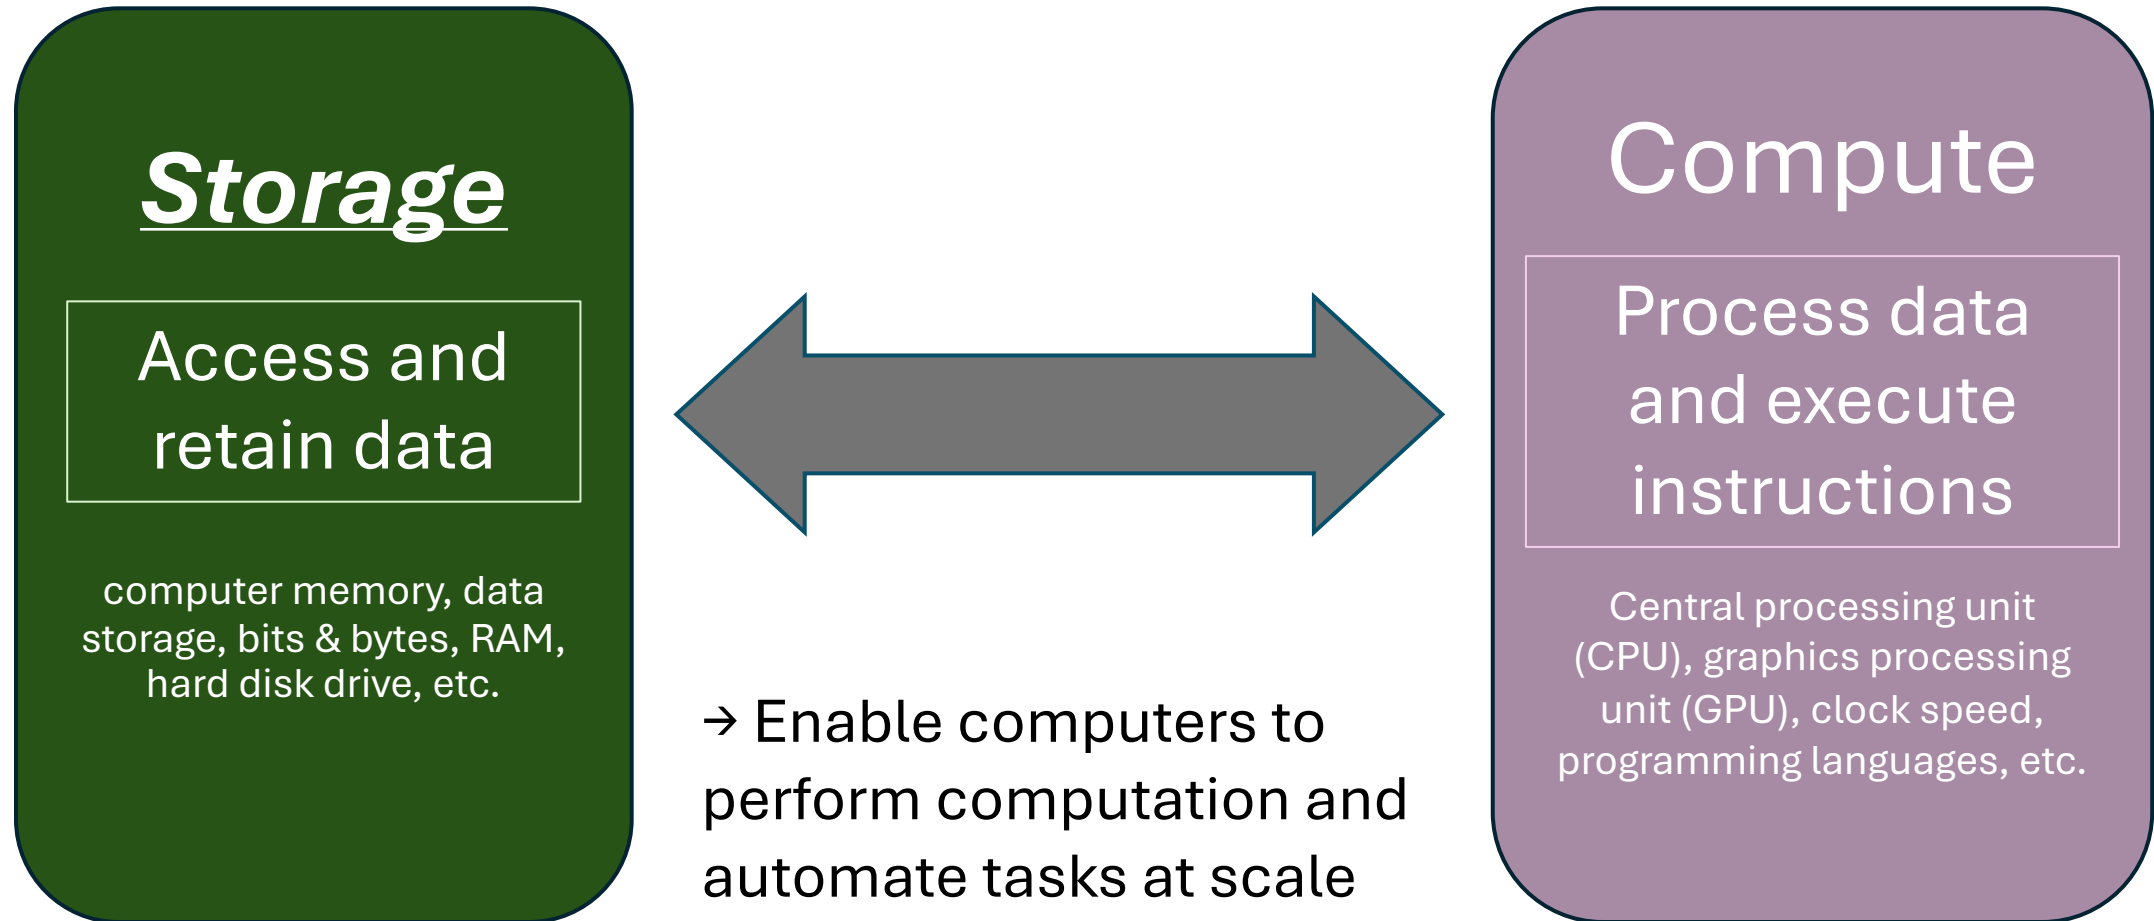 Storage
Access and
retain data
computer memory, data
storage, bits & bytes, RAM,
hard disk drive, etc.
→ Enable computers to
perform computation and
automate tasks at scale
Compute
Process data
and execute
instructions
Central processing unit
(CPU), graphics processing
unit (GPU), clock speed,
programming languages, etc.